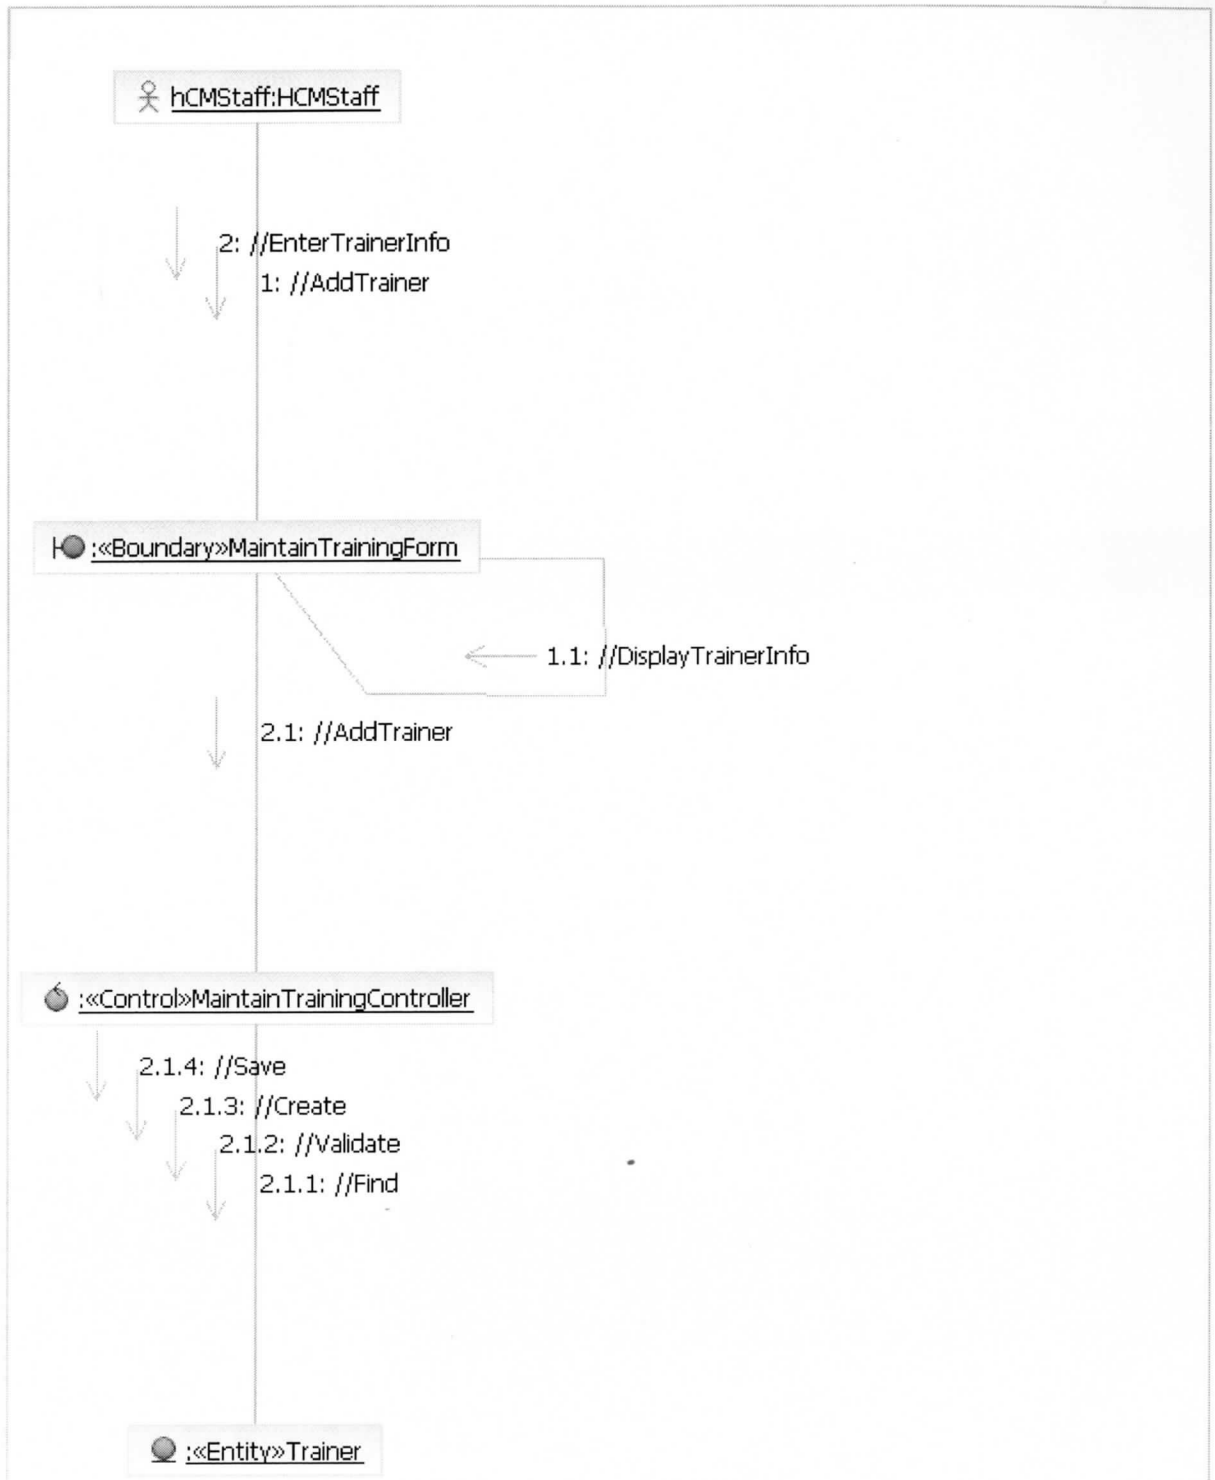 hCMStaff:HCMStaff
2: //EnterTrainerInfo
1: //AddTrainer
:«Boundary»MaintainTrainingForm
1.1: //DisplayTrainerInfo
2.1: //AddTrainer
:«Control»MaintainTrainingController
2.1.4: //Save
2.1.3: //Create
2.1.2: //Validate
2.1.1: //Find
:«Entity»Trainer